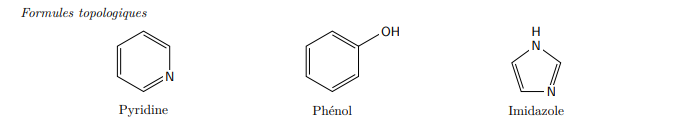 Formules topologiques
OH
H
N
N
N
Pyridine
Phénol
Imidazole